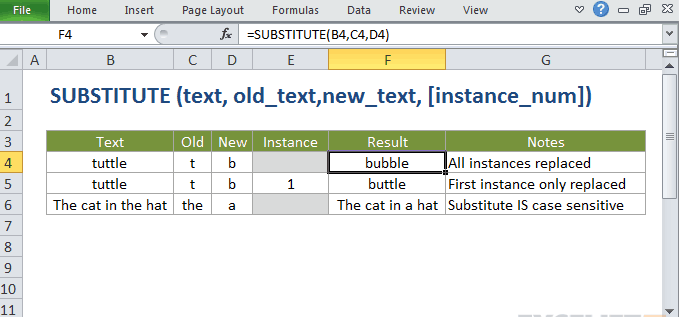 File Home Insert Page Layout Formulas Data Review View
F4 fx =SUBSTITUTE(B4,C4,D4)
A B C D E F G
1 SUBSTITUTE (text, old_text,new_text, [instance_num])
2
3 Text Old New Instance Result Notes
4 tuttle t b bubble All instances replaced
5 tuttle t b 1 buttle First instance only replaced
6 The cat in the hat the a The cat in a hat Substitute IS case sensitive
7
8
9
10
11